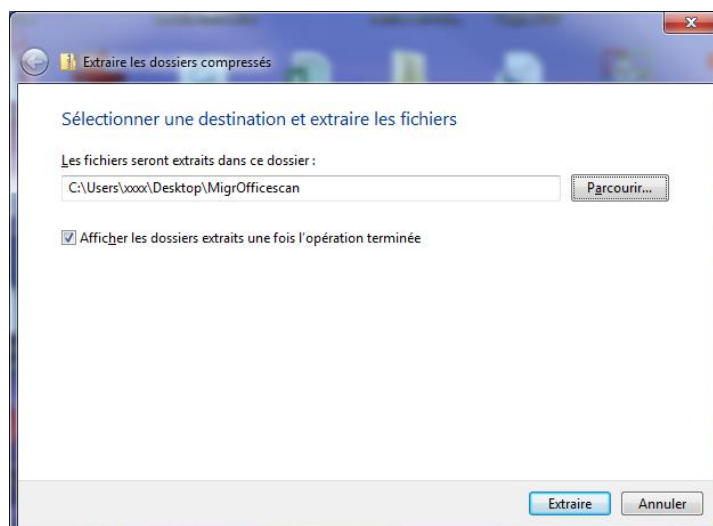 Extraire les dossiers compressés
Sélectionner une destination et extraire les fichiers
Les fichiers seront extraits dans ce dossier :
C:\Users\xxxx\Desktop\MigrOfficescan
Parcourir...
Afficher les dossiers extraits une fois l'opération terminée
Extraire
Annuler